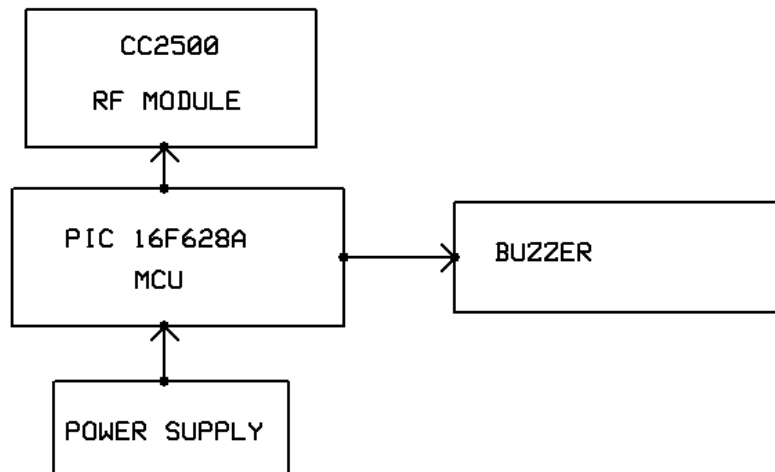 CC2500
RF MODULE
PIC 16F628A
MCU
BUZZER
POWER SUPPLY